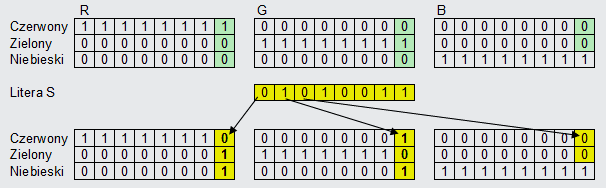 R G B
Czerwony 1 1 1 1 1 1 1 1 0 0 0 0 0 0 0 0 0 0 0 0 0 0 0 0
Zielony 0 0 0 0 0 0 0 0 1 1 1 1 1 1 1 1 0 0 0 0 0 0 0 0
Niebieski 0 0 0 0 0 0 0 0 0 0 0 0 0 0 0 0 1 1 1 1 1 1 1 1
Litera S 0 1 0 1 0 0 1 1
Czerwony 1 1 1 1 1 1 1 0 0 0 0 0 0 0 0 1 0 0 0 0 0 0 0 0
Zielony 0 0 0 0 0 0 0 1 1 1 1 1 1 1 1 0 0 0 0 0 0 0 0 0
Niebieski 0 0 0 0 0 0 0 1 0 0 0 0 0 0 0 1 1 1 1 1 1 1 1 1